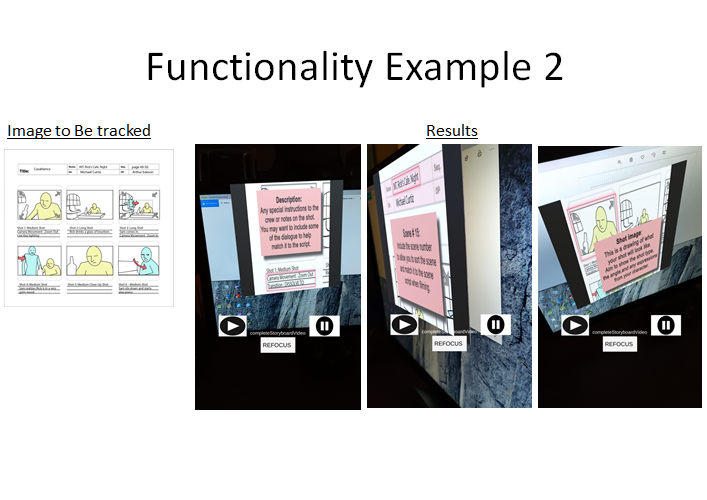 Functionality Example 2
Image to Be tracked
Results
Title:
Casablanca
Scene
INT. Rick's Cafe, Night
Michael Curtiz
page 49-50
Arthur Edeson
Shot 1: Medium Shot
Camera Movement : Zoom Out
Shot 2: Long Shot
Shot 3: Long Shot
Shot 4: Medium Shot
Shot 5: Medium Close Up Shot
Shot 6: Medium Shot
Description:
Any special instructions to the
crew or notes on the shot.
You may want to include some
of the dialogue to help
match it to the script.
Shot 1: Medium Shot
Camera Movement : Zoom Out
completeStoryboardVideo
REFOCUS
INT. Rick's Cafe, Night
Michael Curtiz
Scene # 15:
Include the scene number
to allow you to sort the scene
and match it to the scene
script when filming.
completeStoryboardVideo
REFOCUS
Shot image:
This is a drawing of what
your shot will look like.
Aim to show the shot type,
the angle and any expressions
from your character.
completeStoryboardVideo
REFOCUS